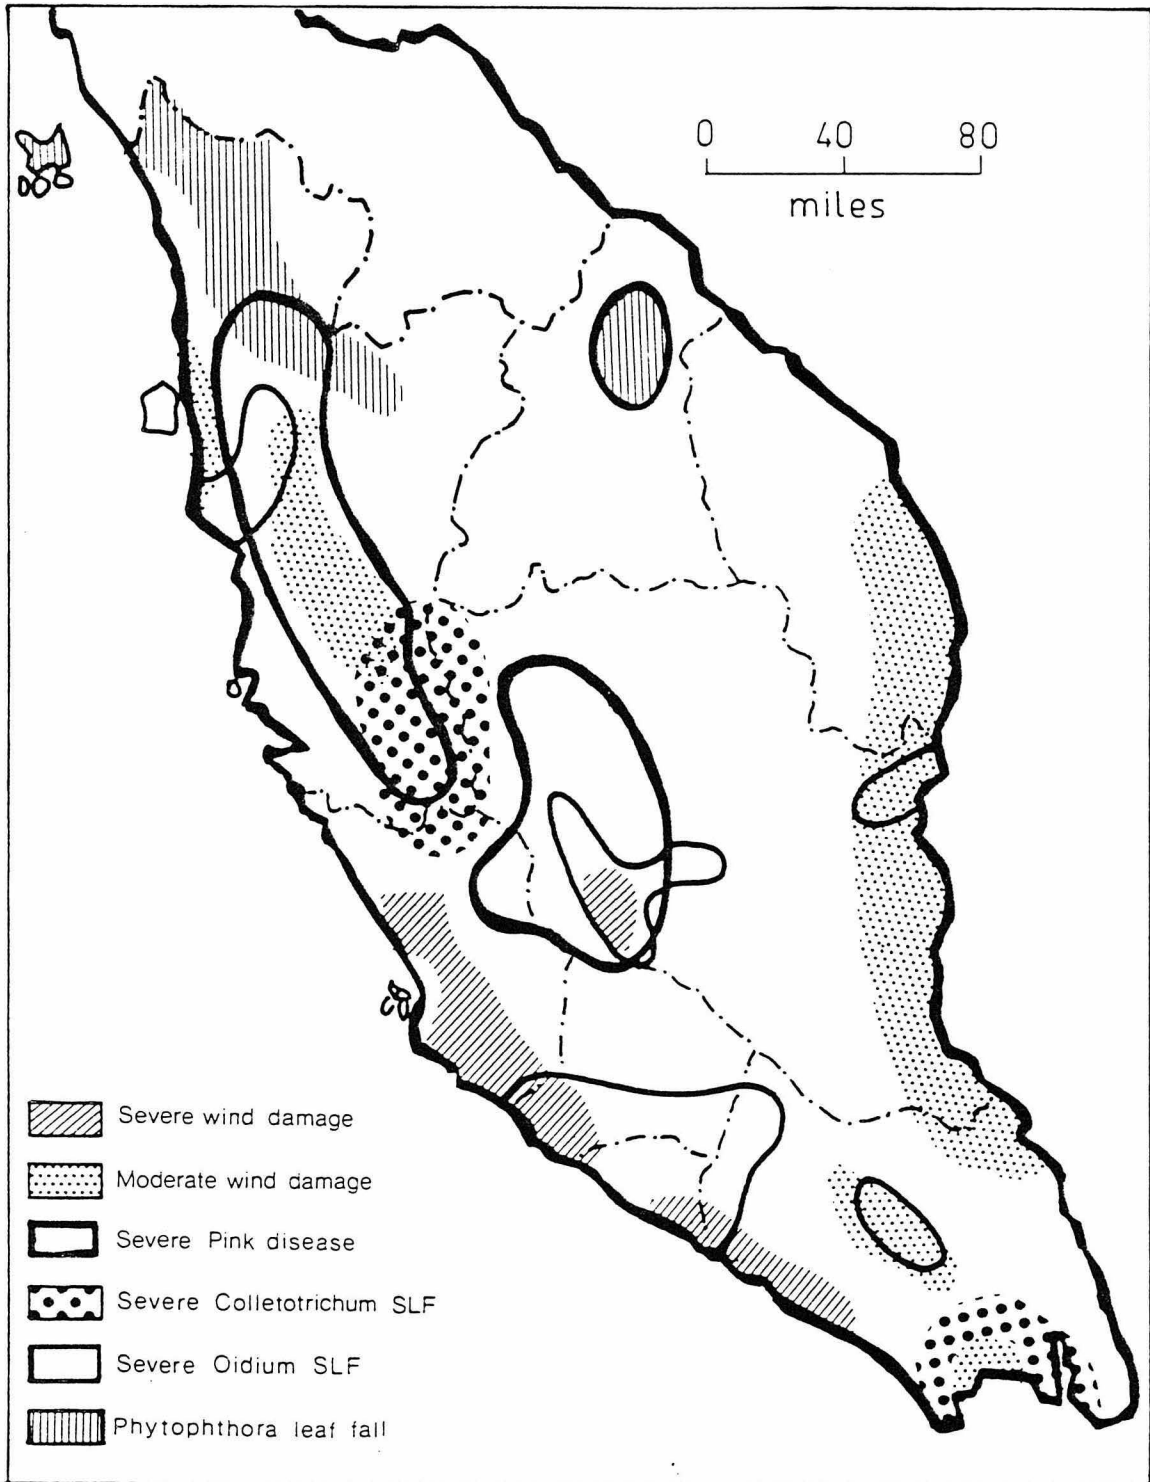 0 40 80
miles
Severe wind damage
Moderate wind damage
Severe Pink disease
Severe Colletotrichum SLF
Severe Oidium SLF
Phytophthora leaf fall